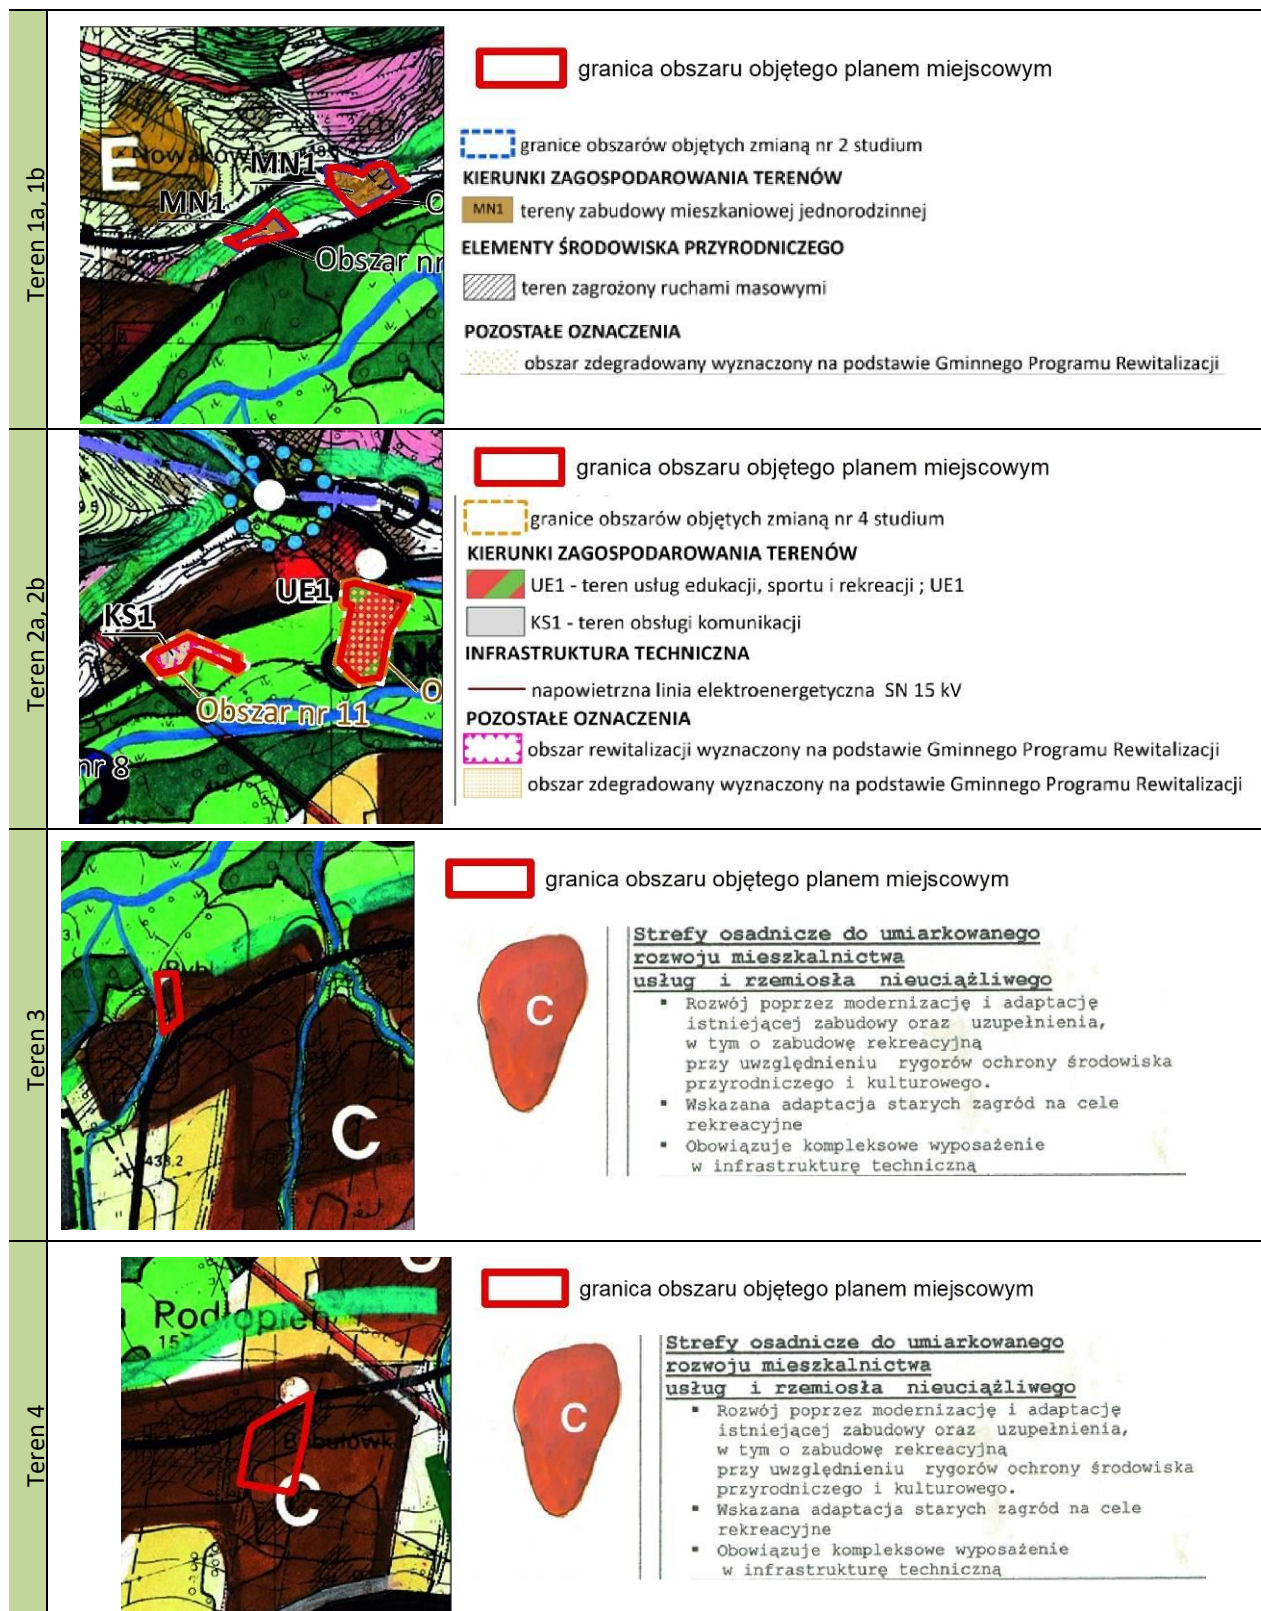 Teren 1a, 1b
E
Nowaków
MN1
MN1
Obszar nr
O
granica obszaru objętego planem miejscowym
granice obszarów objętych zmianą nr 2 studium
KIERUNKI ZAGOSPODAROWANIA TERENÓW
MN1 tereny zabudowy mieszkaniowej jednorodzinnej
ELEMENTY ŚRODOWISKA PRZYRODNICZEGO
teren zagrożony ruchami masowymi
POZOSTAŁE OZNACZENIA
obszar zdegradowany wyznaczony na podstawie Gminnego Programu Rewitalizacji
Teren 2a, 2b
UE1
KS1
Obszar nr 11
O
nr 8
granica obszaru objętego planem miejscowym
granice obszarów objętych zmianą nr 4 studium
KIERUNKI ZAGOSPODAROWANIA TERENÓW
UE1 - teren usług edukacji, sportu i rekreacji ; UE1
KS1 - teren obsługi komunikacji
INFRASTRUKTURA TECHNICZNA
napowietrzna linia elektroenergetyczna SN 15 kV
POZOSTAŁE OZNACZENIA
obszar rewitalizacji wyznaczony na podstawie Gminnego Programu Rewitalizacji
obszar zdegradowany wyznaczony na podstawie Gminnego Programu Rewitalizacji
Teren 3
C
438.2
granica obszaru objętego planem miejscowym
C
Strefy osadnicze do umiarkowanego
rozwoju mieszkalnictwa
usług i rzemiosła nieuciążliwego
▪ Rozwój poprzez modernizację i adaptację
istniejącej zabudowy oraz uzupełnienia,
w tym o zabudowę rekreacyjną
przy uwzględnieniu rygorów ochrony środowiska
przyrodniczego i kulturowego.
▪ Wskazana adaptacja starych zagród na cele
rekreacyjne
▪ Obowiązuje kompleksowe wyposażenie
w infrastrukturę techniczną
Teren 4
Podłopień
C
granica obszaru objętego planem miejscowym
C
Strefy osadnicze do umiarkowanego
rozwoju mieszkalnictwa
usług i rzemiosła nieuciążliwego
▪ Rozwój poprzez modernizację i adaptację
istniejącej zabudowy oraz uzupełnienia,
w tym o zabudowę rekreacyjną
przy uwzględnieniu rygorów ochrony środowiska
przyrodniczego i kulturowego.
▪ Wskazana adaptacja starych zagród na cele
rekreacyjne
▪ Obowiązuje kompleksowe wyposażenie
w infrastrukturę techniczną